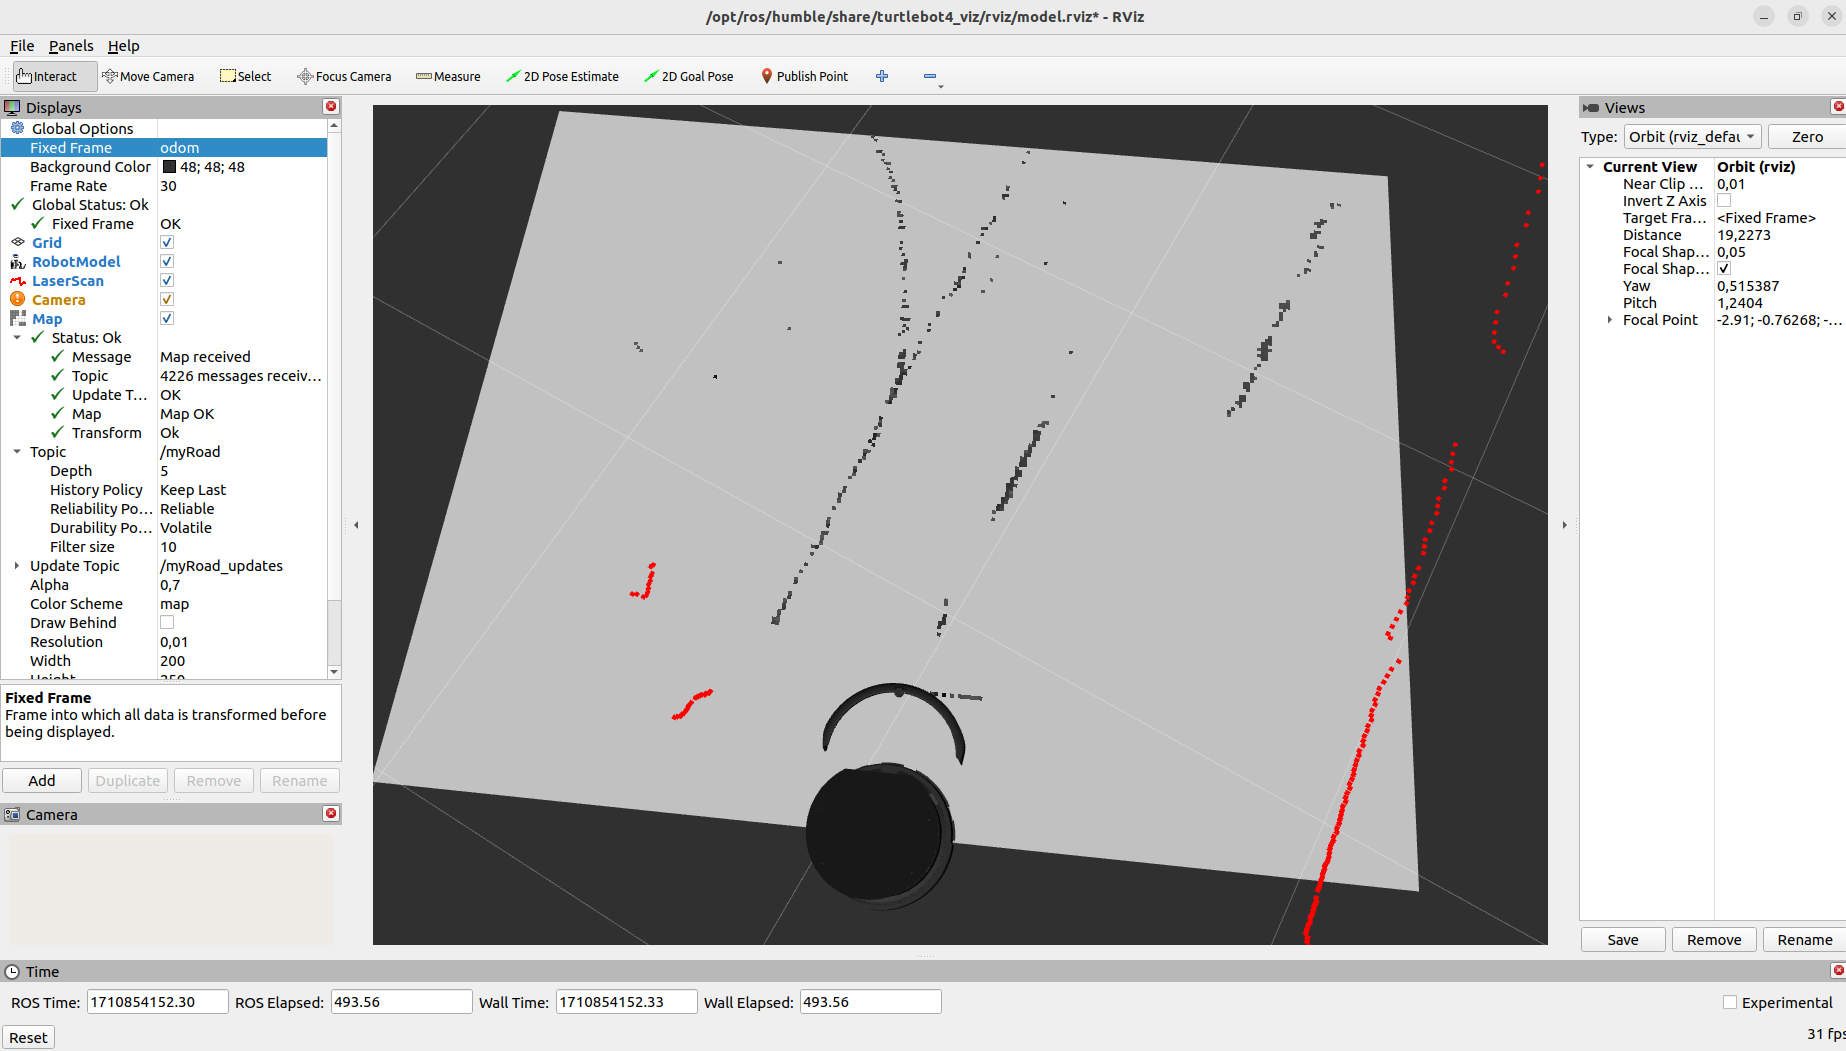 /opt/ros/humble/share/turtlebot4_viz/rviz/model.rviz* - RViz
File Panels Help
Interact Move Camera Select Focus Camera Measure 2D Pose Estimate 2D Goal Pose Publish Point
Displays
Global Options
Fixed Frame odom
Background Color 48; 48; 48
Frame Rate 30
Global Status: Ok
Fixed Frame OK
Grid
RobotModel
LaserScan
Camera
Map
Status: Ok
Message Map received
Topic 4226 messages receiv...
Update T... OK
Map Map OK
Transform Ok
Topic /myRoad
Depth 5
History Policy Keep Last
Reliability Po... Reliable
Durability Po... Volatile
Filter size 10
Update Topic /myRoad_updates
Alpha 0,7
Color Scheme map
Draw Behind
Resolution 0,01
Width 200
Fixed Frame
Frame into which all data is transformed before
being displayed.
Add Duplicate Remove Rename
Camera
Views
Type: Orbit (rviz_defau Zero
Current View Orbit (rviz)
Near Clip ... 0,01
Invert Z Axis
Target Fra... <Fixed Frame>
Distance 19,2273
Focal Shap... 0,05
Focal Shap...
Yaw 0,515387
Pitch 1,2404
Focal Point -2.91; -0.76268; -...
Save Remove Rename
Time
ROS Time: 1710854152.30 ROS Elapsed: 493.56 Wall Time: 1710854152.33 Wall Elapsed: 493.56 Experimental
Reset 31 fps